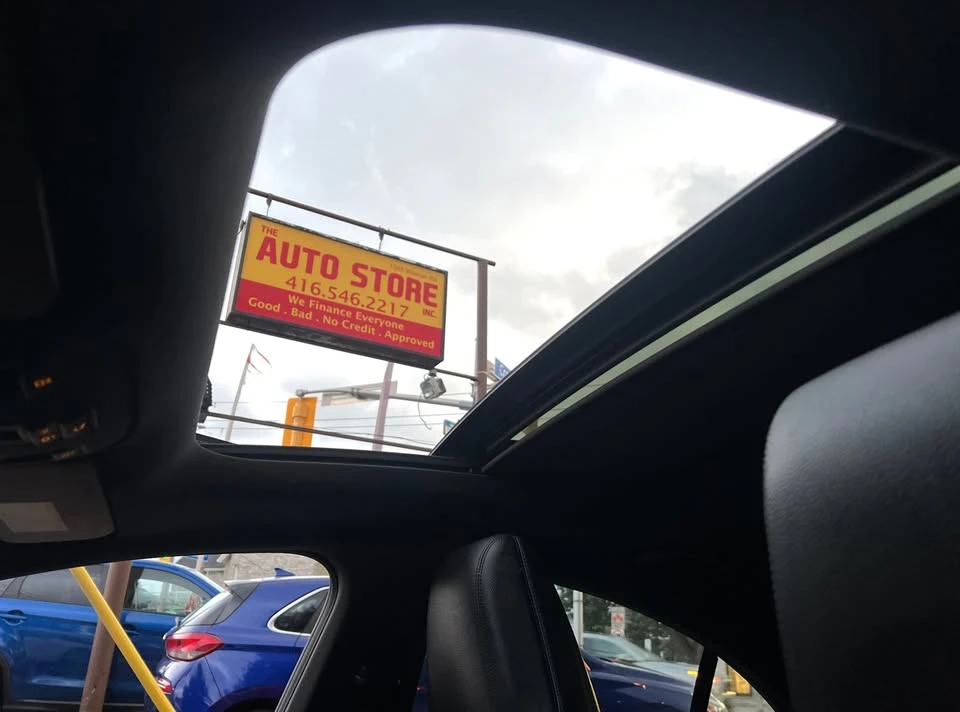 THE
AUTO STORE
INC.
416.546.2217
We Finance Everyone
Good . Bad . No Credit . Approved